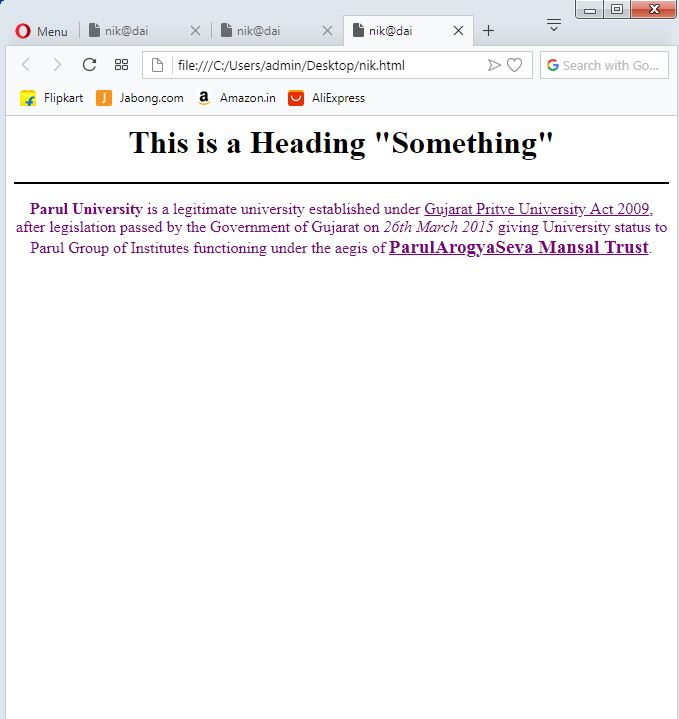 Menu
nik@dai
nik@dai
nik@dai
file:///C:/Users/admin/Desktop/nik.html
Search with Go...
Flipkart
Jabong.com
Amazon.in
AliExpress
This is a Heading "Something"
Parul University is a legitimate university established under Gujarat Pritve University Act 2009,
after legislation passed by the Government of Gujarat on 26th March 2015 giving University status to
Parul Group of Institutes functioning under the aegis of ParulArogyaSeva Mansal Trust.